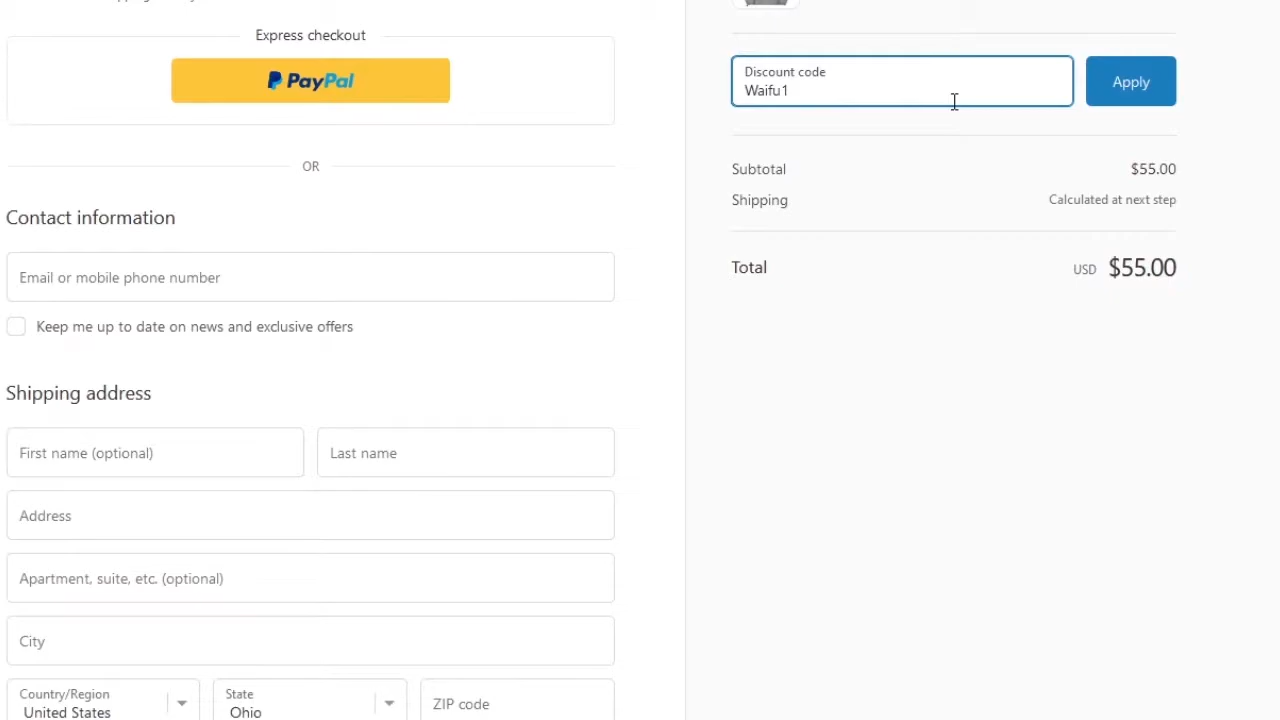 Express checkout
PayPal
OR
Contact information
Email or mobile phone number
Keep me up to date on news and exclusive offers
Shipping address
First name (optional)
Last name
Address
Apartment, suite, etc. (optional)
City
Country/Region
United States
State
Ohio
ZIP code
Discount code
Waifu1
Apply
Subtotal
$55.00
Shipping
Calculated at next step
Total
USD $55.00